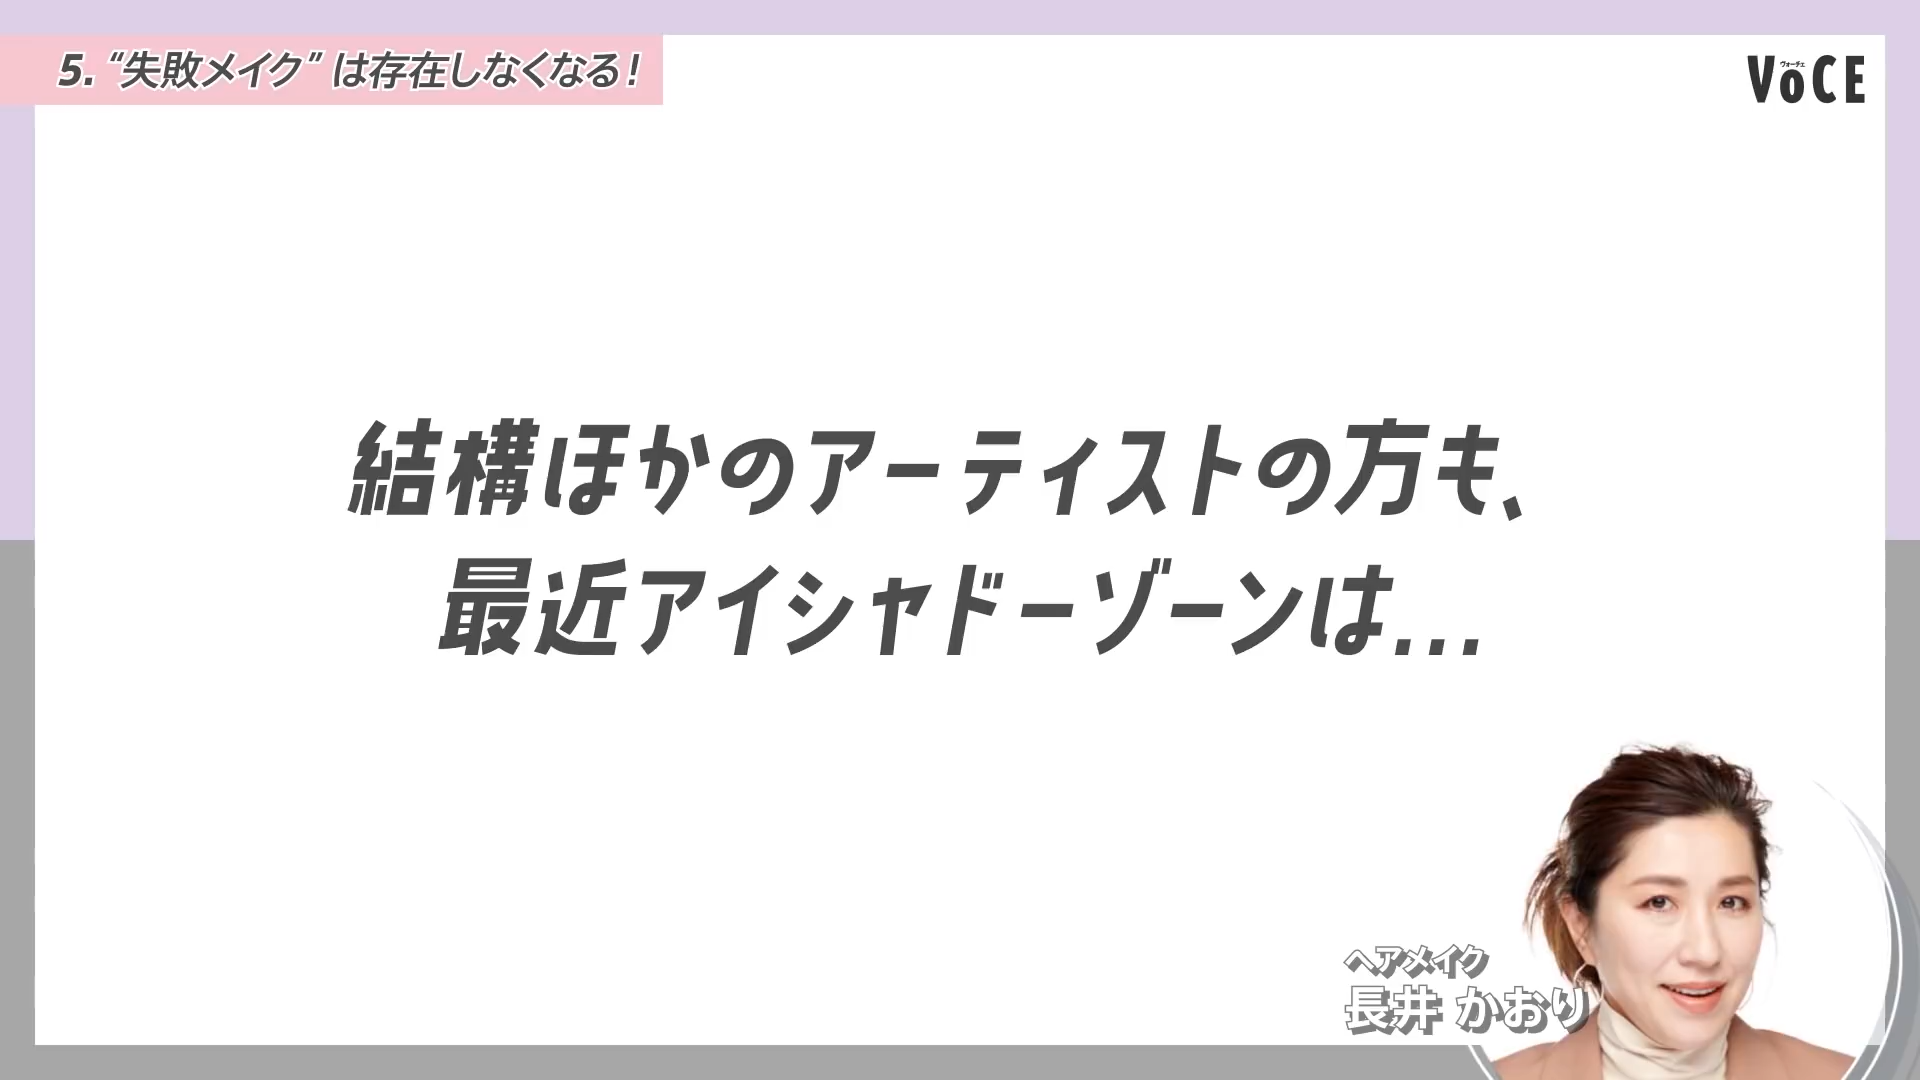 5. “失敗メイク”は存在しなくなる!
ヴォーチェ
VoCE
結構ほかのアーティストの方も、
最近アイシャドーゾーンは...
ヘアメイク
長井 かおり